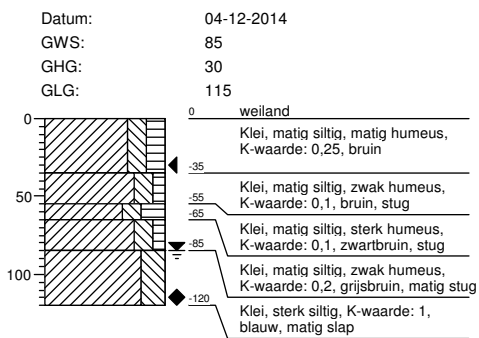 Datum: 04-12-2014
GWS: 85
GHG: 30
GLG: 115
0
0 weiland
Klei, matig siltig, matig humeus,
K-waarde: 0,25, bruin
-35
Klei, matig siltig, zwak humeus,
K-waarde: 0,1, bruin, stug
50
-55
-65
Klei, matig siltig, sterk humeus,
K-waarde: 0,1, zwartbruin, stug
-85
Klei, matig siltig, zwak humeus,
K-waarde: 0,2, grijsbruin, matig stug
100
-120
Klei, sterk siltig, K-waarde: 1,
blauw, matig slap